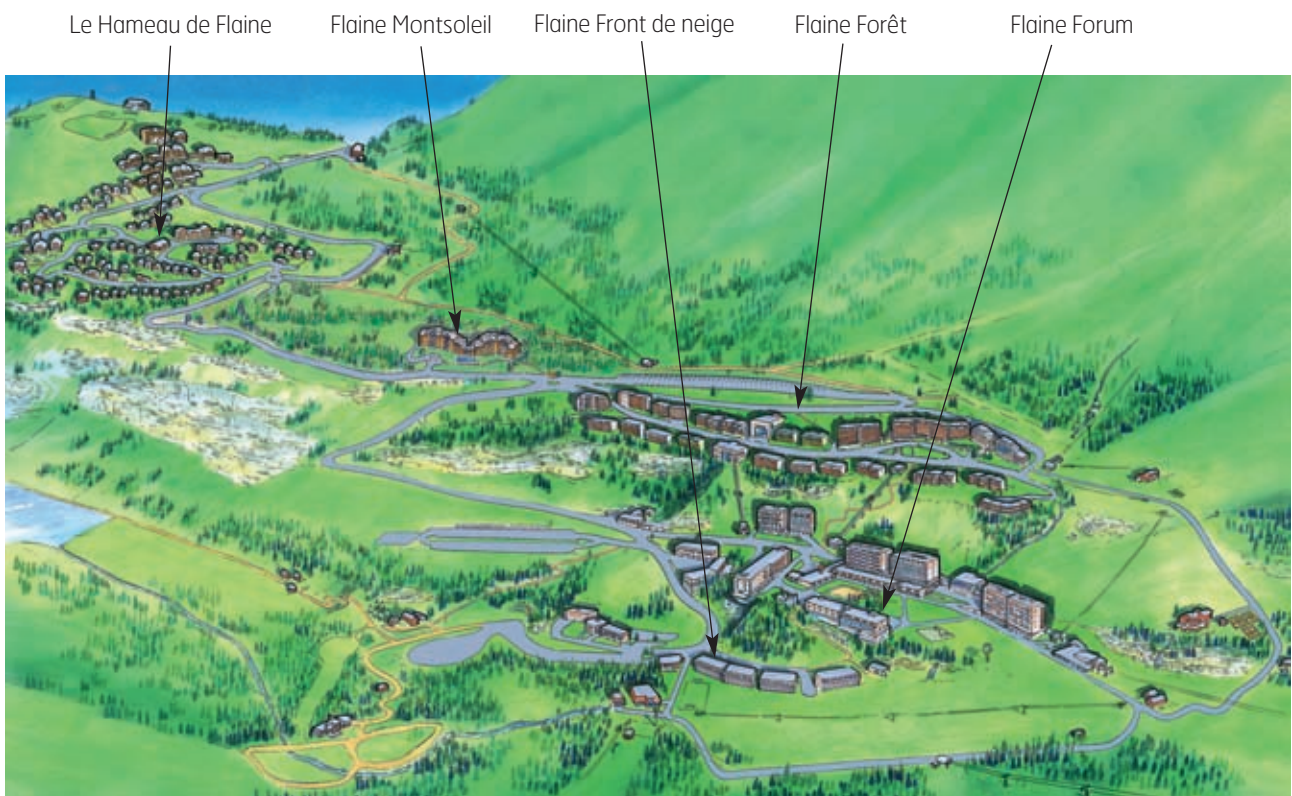 Le Hameau de Flaine
Flaine Montsoleil
Flaine Front de neige
Flaine Forêt
Flaine Forum